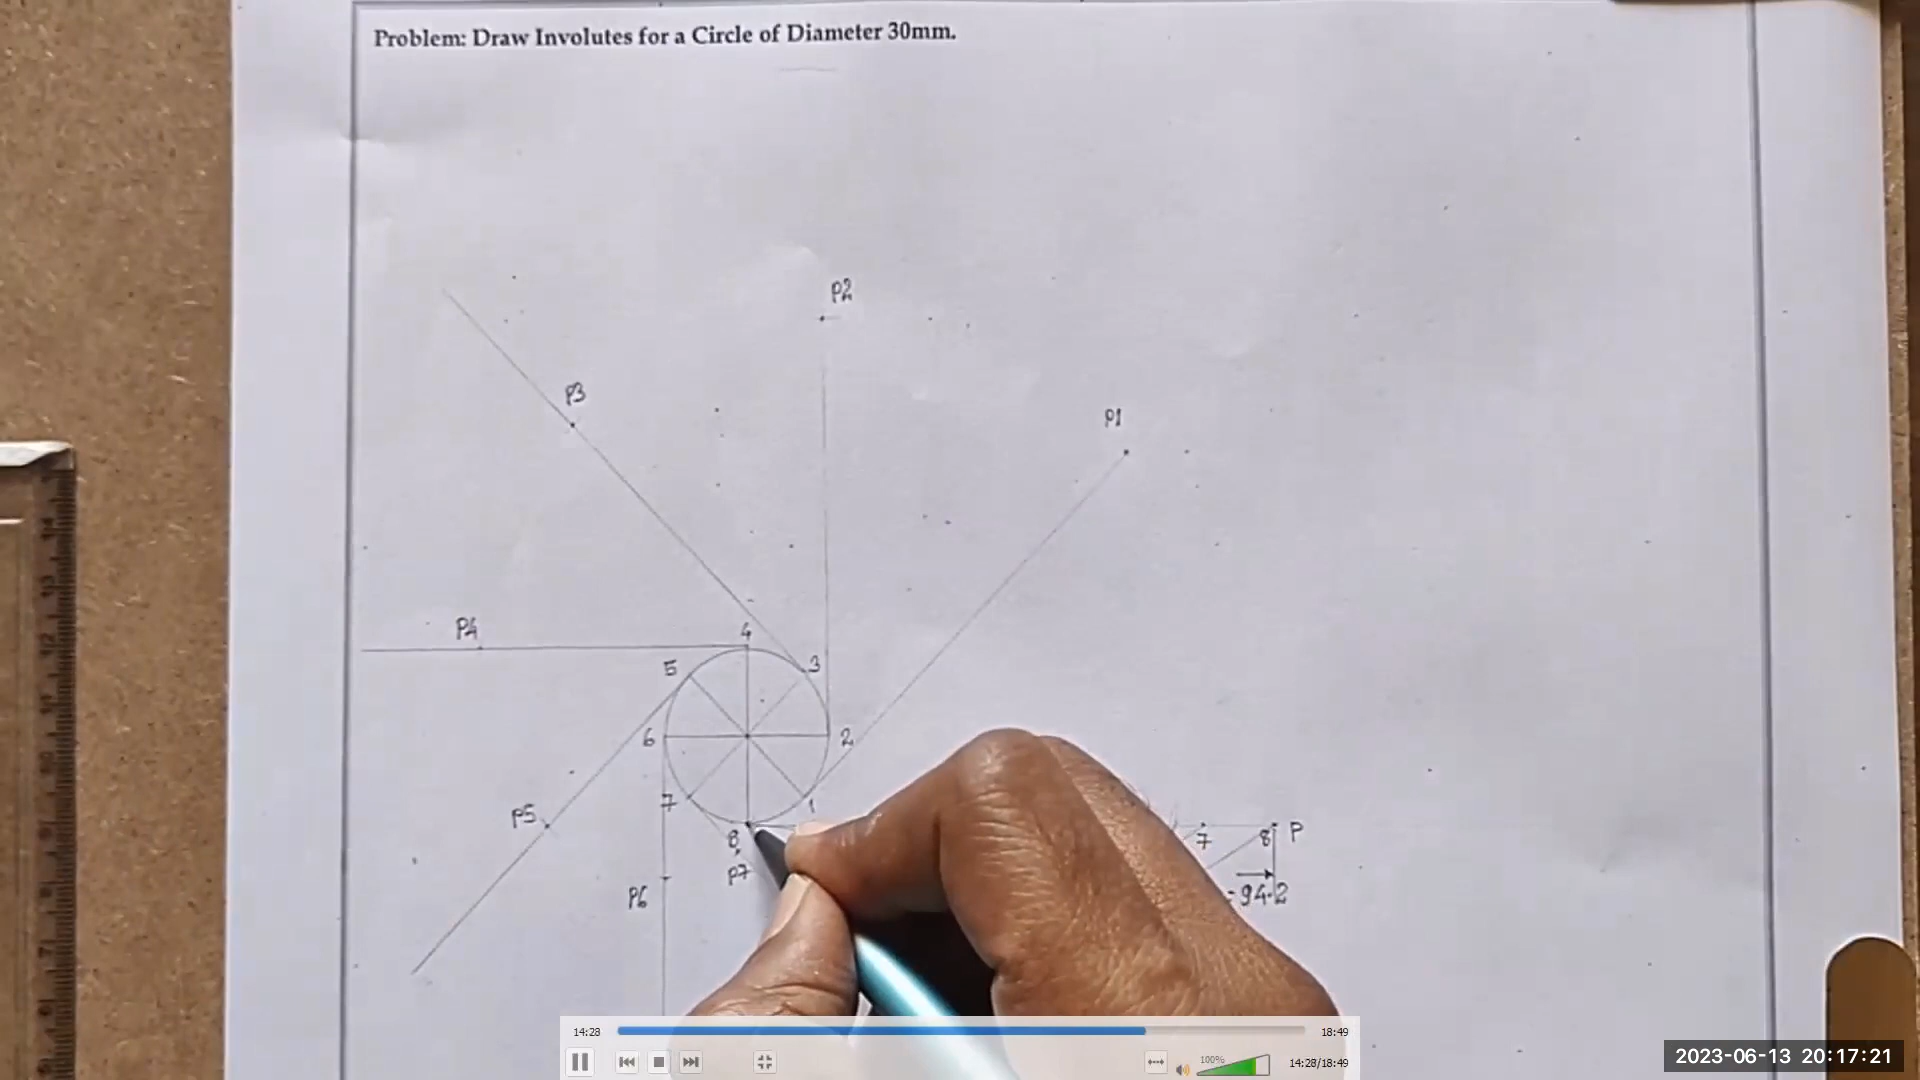 Problem: Draw Involutes for a Circle of Diameter 30mm.
P2
P3
P1
P4
4
5
3
6
2
7
1
P5
8
P7
P6
7
8
P
94.2
14:28
18:49
100%
14:28/18:49
2023-06-13 20:17:21